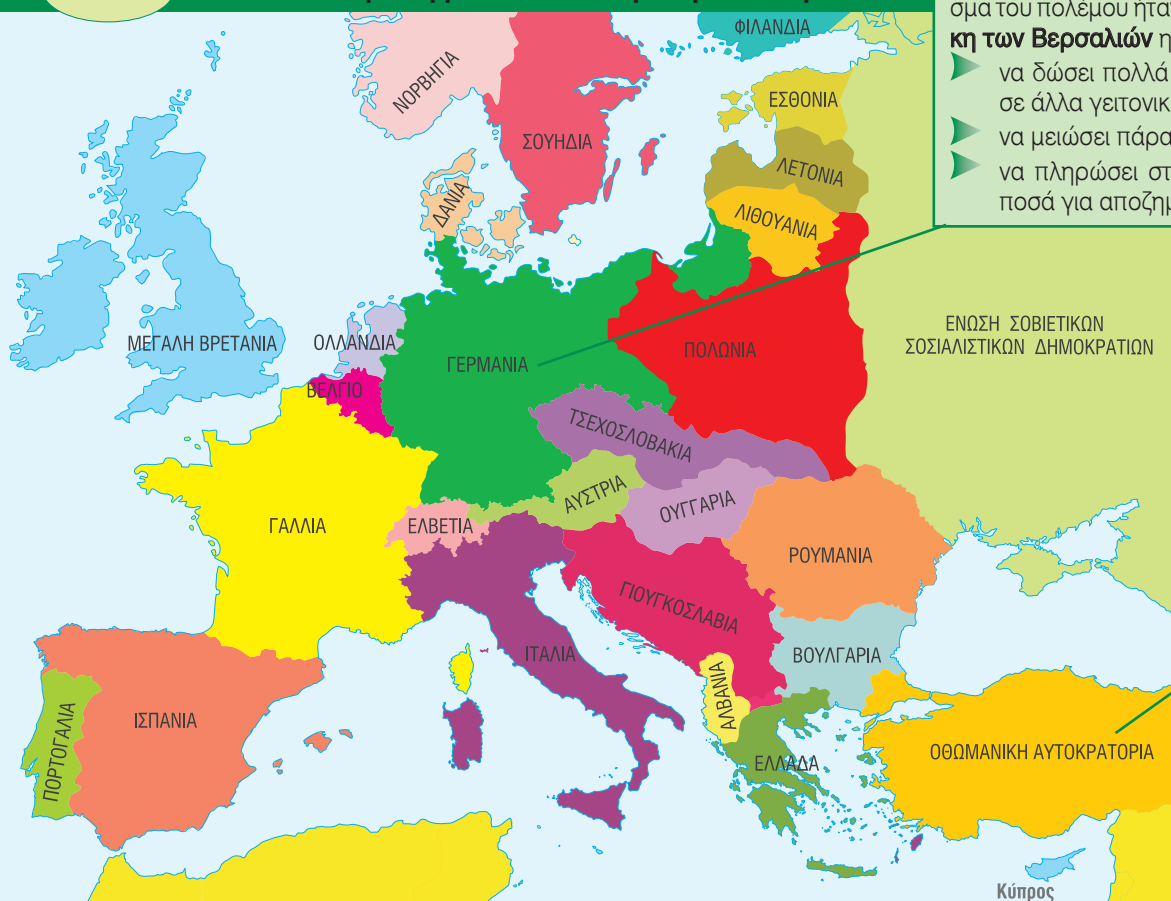 σμα του πολέμου ήταν
κη των Βερσαλιών η
να δώσει πολλά
σε άλλα γειτονικ
να μειώσει πάρα
να πληρώσει στ
ποσά για αποζημ
ΦΙΛΑΝΔΙΑ
ΝΟΡΒΗΓΙΑ
ΣΟΥΗΔΙΑ
ΕΣΘΟΝΙΑ
ΛΕΤΟΝΙΑ
ΛΙΘΟΥΑΝΙΑ
ΔΑΝΙΑ
ΜΕΓΑΛΗ ΒΡΕΤΑΝΙΑ
ΟΛΛΑΝΔΙΑ
ΒΕΛΓΙΟ
ΓΕΡΜΑΝΙΑ
ΠΟΛΩΝΙΑ
ΕΝΩΣΗ ΣΟΒΙΕΤΙΚΩΝ
ΣΟΣΙΑΛΙΣΤΙΚΩΝ ΔΗΜΟΚΡΑΤΙΩΝ
ΤΣΕΧΟΣΛΟΒΑΚΙΑ
ΑΥΣΤΡΙΑ
ΟΥΓΓΑΡΙΑ
ΓΑΛΛΙΑ
ΕΛΒΕΤΙΑ
ΡΟΥΜΑΝΙΑ
ΓΙΟΥΓΚΟΣΛΑΒΙΑ
ΙΤΑΛΙΑ
ΒΟΥΛΓΑΡΙΑ
ΑΛΒΑΝΙΑ
ΠΟΡΤΟΓΑΛΙΑ
ΙΣΠΑΝΙΑ
ΕΛΛΑΔΑ
ΟΘΩΜΑΝΙΚΗ ΑΥΤΟΚΡΑΤΟΡΙΑ
Κύπρος